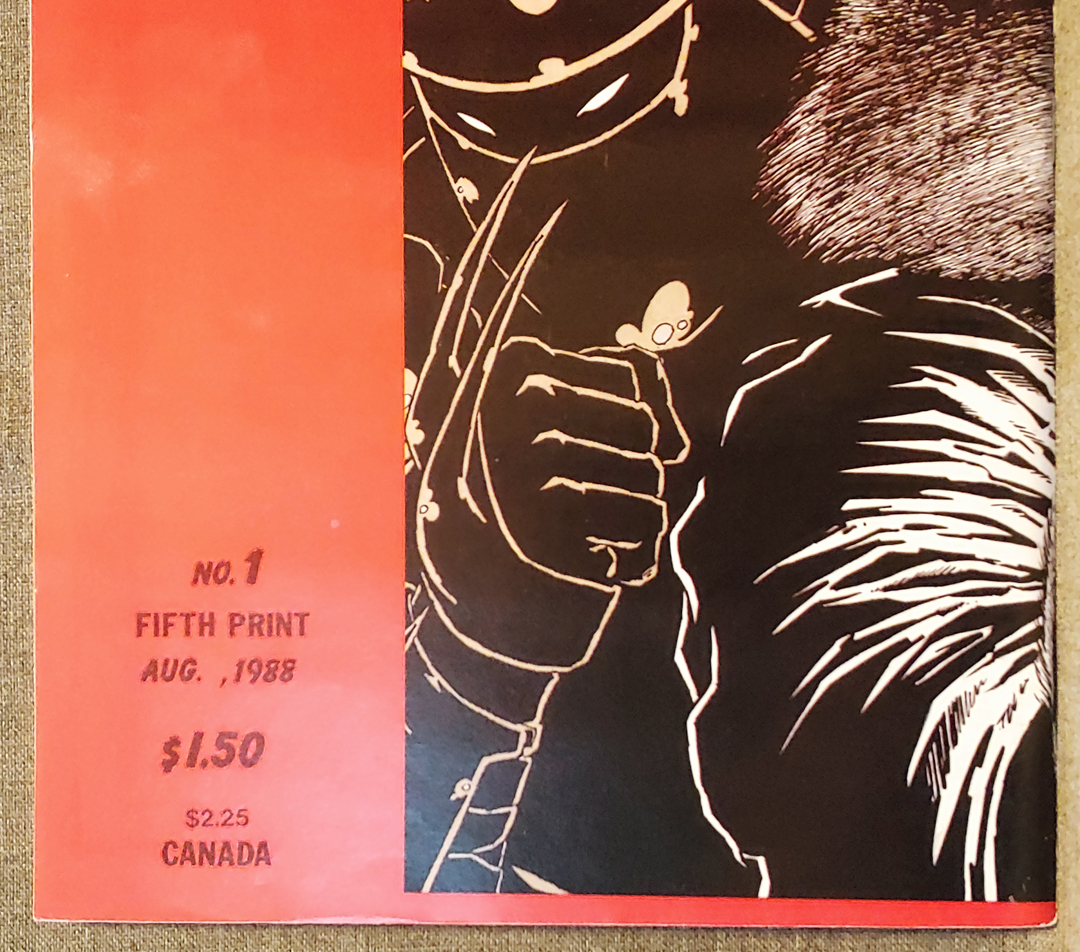 NO. 1
FIFTH PRINT
AUG. , 1988
$1.50
$2.25
CANADA